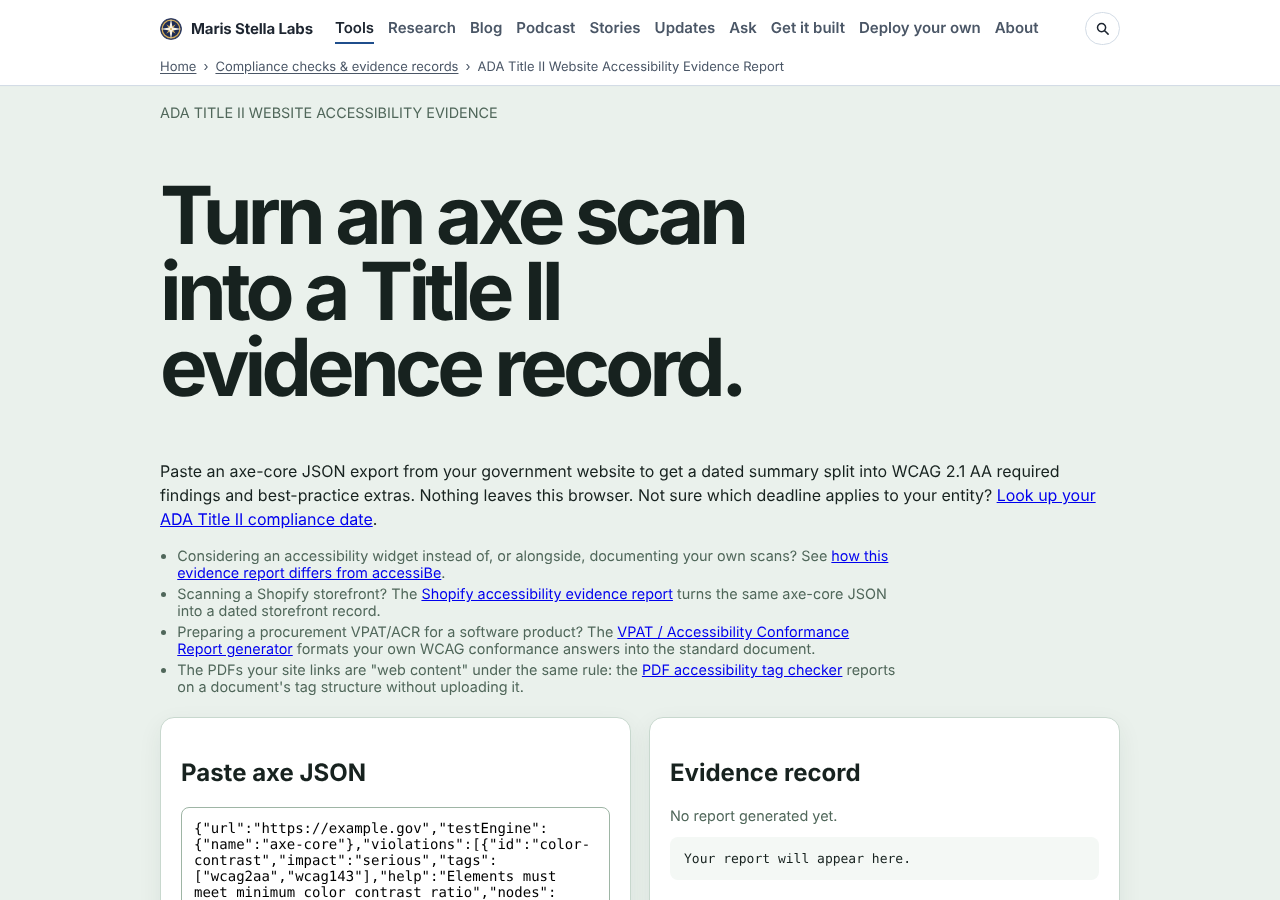 Maris Stella Labs Tools Research Blog Podcast Stories Updates Ask Get it built Deploy your own About
Home › Compliance checks & evidence records › ADA Title II Website Accessibility Evidence Report
ADA TITLE II WEBSITE ACCESSIBILITY EVIDENCE
Turn an axe scan
into a Title II
evidence record.
Paste an axe-core JSON export from your government website to get a dated summary split into WCAG 2.1 AA required
findings and best-practice extras. Nothing leaves this browser. Not sure which deadline applies to your entity? Look up your
ADA Title II compliance date.
• Considering an accessibility widget instead of, or alongside, documenting your own scans? See how this
evidence report differs from accessiBe.
• Scanning a Shopify storefront? The Shopify accessibility evidence report turns the same axe-core JSON
into a dated storefront record.
• Preparing a procurement VPAT/ACR for a software product? The VPAT / Accessibility Conformance
Report generator formats your own WCAG conformance answers into the standard document.
• The PDFs your site links are "web content" under the same rule: the PDF accessibility tag checker reports
on a document's tag structure without uploading it.
Paste axe JSON
{"url":"https://example.gov","testEngine":
{"name":"axe-core"},"violations":[{"id":"color-
contrast","impact":"serious","tags":
["wcag2aa","wcag143"],"help":"Elements must
meet minimum color contrast ratio","nodes":
Evidence record
No report generated yet.
Your report will appear here.